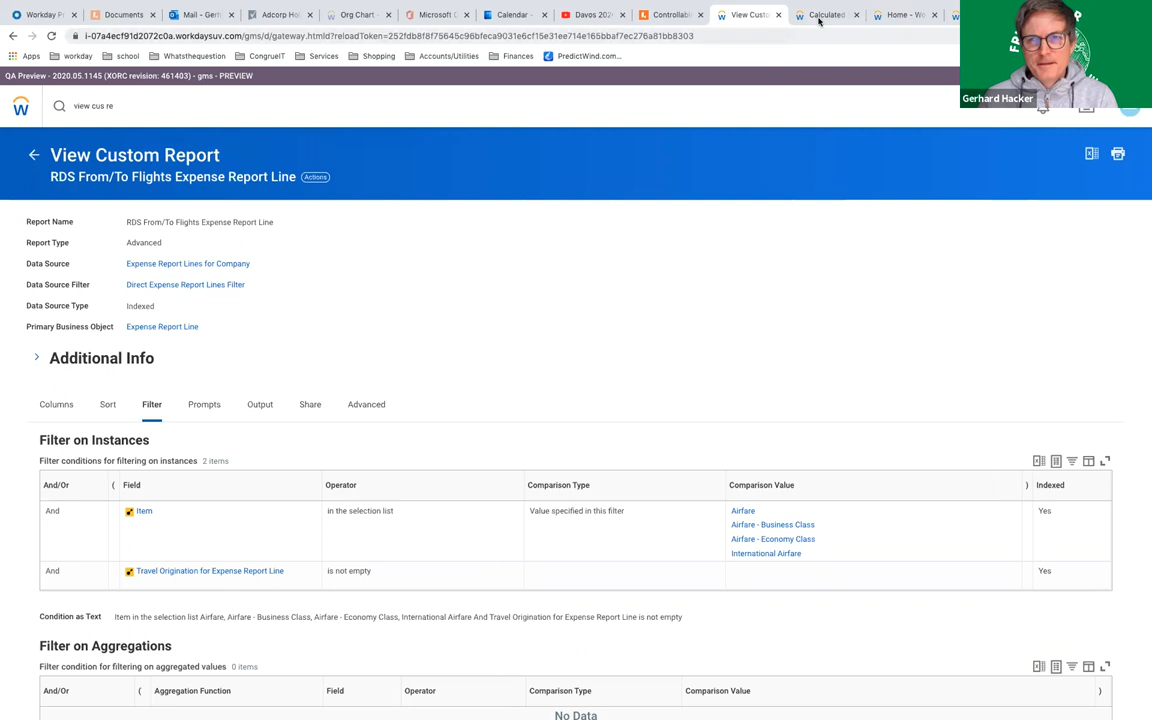 Workday Pr
Documents
Mail - Gerh
Adcorp Hol
Org Chart -
Microsoft O
Calendar -
Davos 202
Controllabl
View Custo
Calculated
Home - Wo
i-07a4ecf91d2072c0a.workdaysuv.com/gms/d/gateway.htmld?reloadToken=252fdb8f8f75645c96bfeca9031e6cf15e31ee714e165bbaf7ec276a81bb8303
Apps
workday
school
Whatsthequestion
CongrueIT
Services
Shopping
Accounts/Utilities
Finances
PredictWind.com...
QA Preview - 2020.05.1145 (XORC revision: 461403) - gms - PREVIEW
Gerhard Hacker
view cus re
View Custom Report
RDS From/To Flights Expense Report Line Actions
Report Name RDS From/To Flights Expense Report Line
Report Type Advanced
Data Source Expense Report Lines for Company
Data Source Filter Direct Expense Report Lines Filter
Data Source Type Indexed
Primary Business Object Expense Report Line
Additional Info
Columns Sort Filter Prompts Output Share Advanced
Filter on Instances
Filter conditions for filtering on instances 2 items
And/Or ( Field Operator Comparison Type Comparison Value ) Indexed
And Item in the selection list Value specified in this filter Airfare Yes
Airfare - Business Class
Airfare - Economy Class
International Airfare
And Travel Origination for Expense Report Line is not empty Yes
Condition as Text Item in the selection list Airfare, Airfare - Business Class, Airfare - Economy Class, International Airfare And Travel Origination for Expense Report Line is not empty
Filter on Aggregations
Filter condition for filtering on aggregated values 0 items
And/Or ( Aggregation Function Field Operator Comparison Type Comparison Value )
No Data